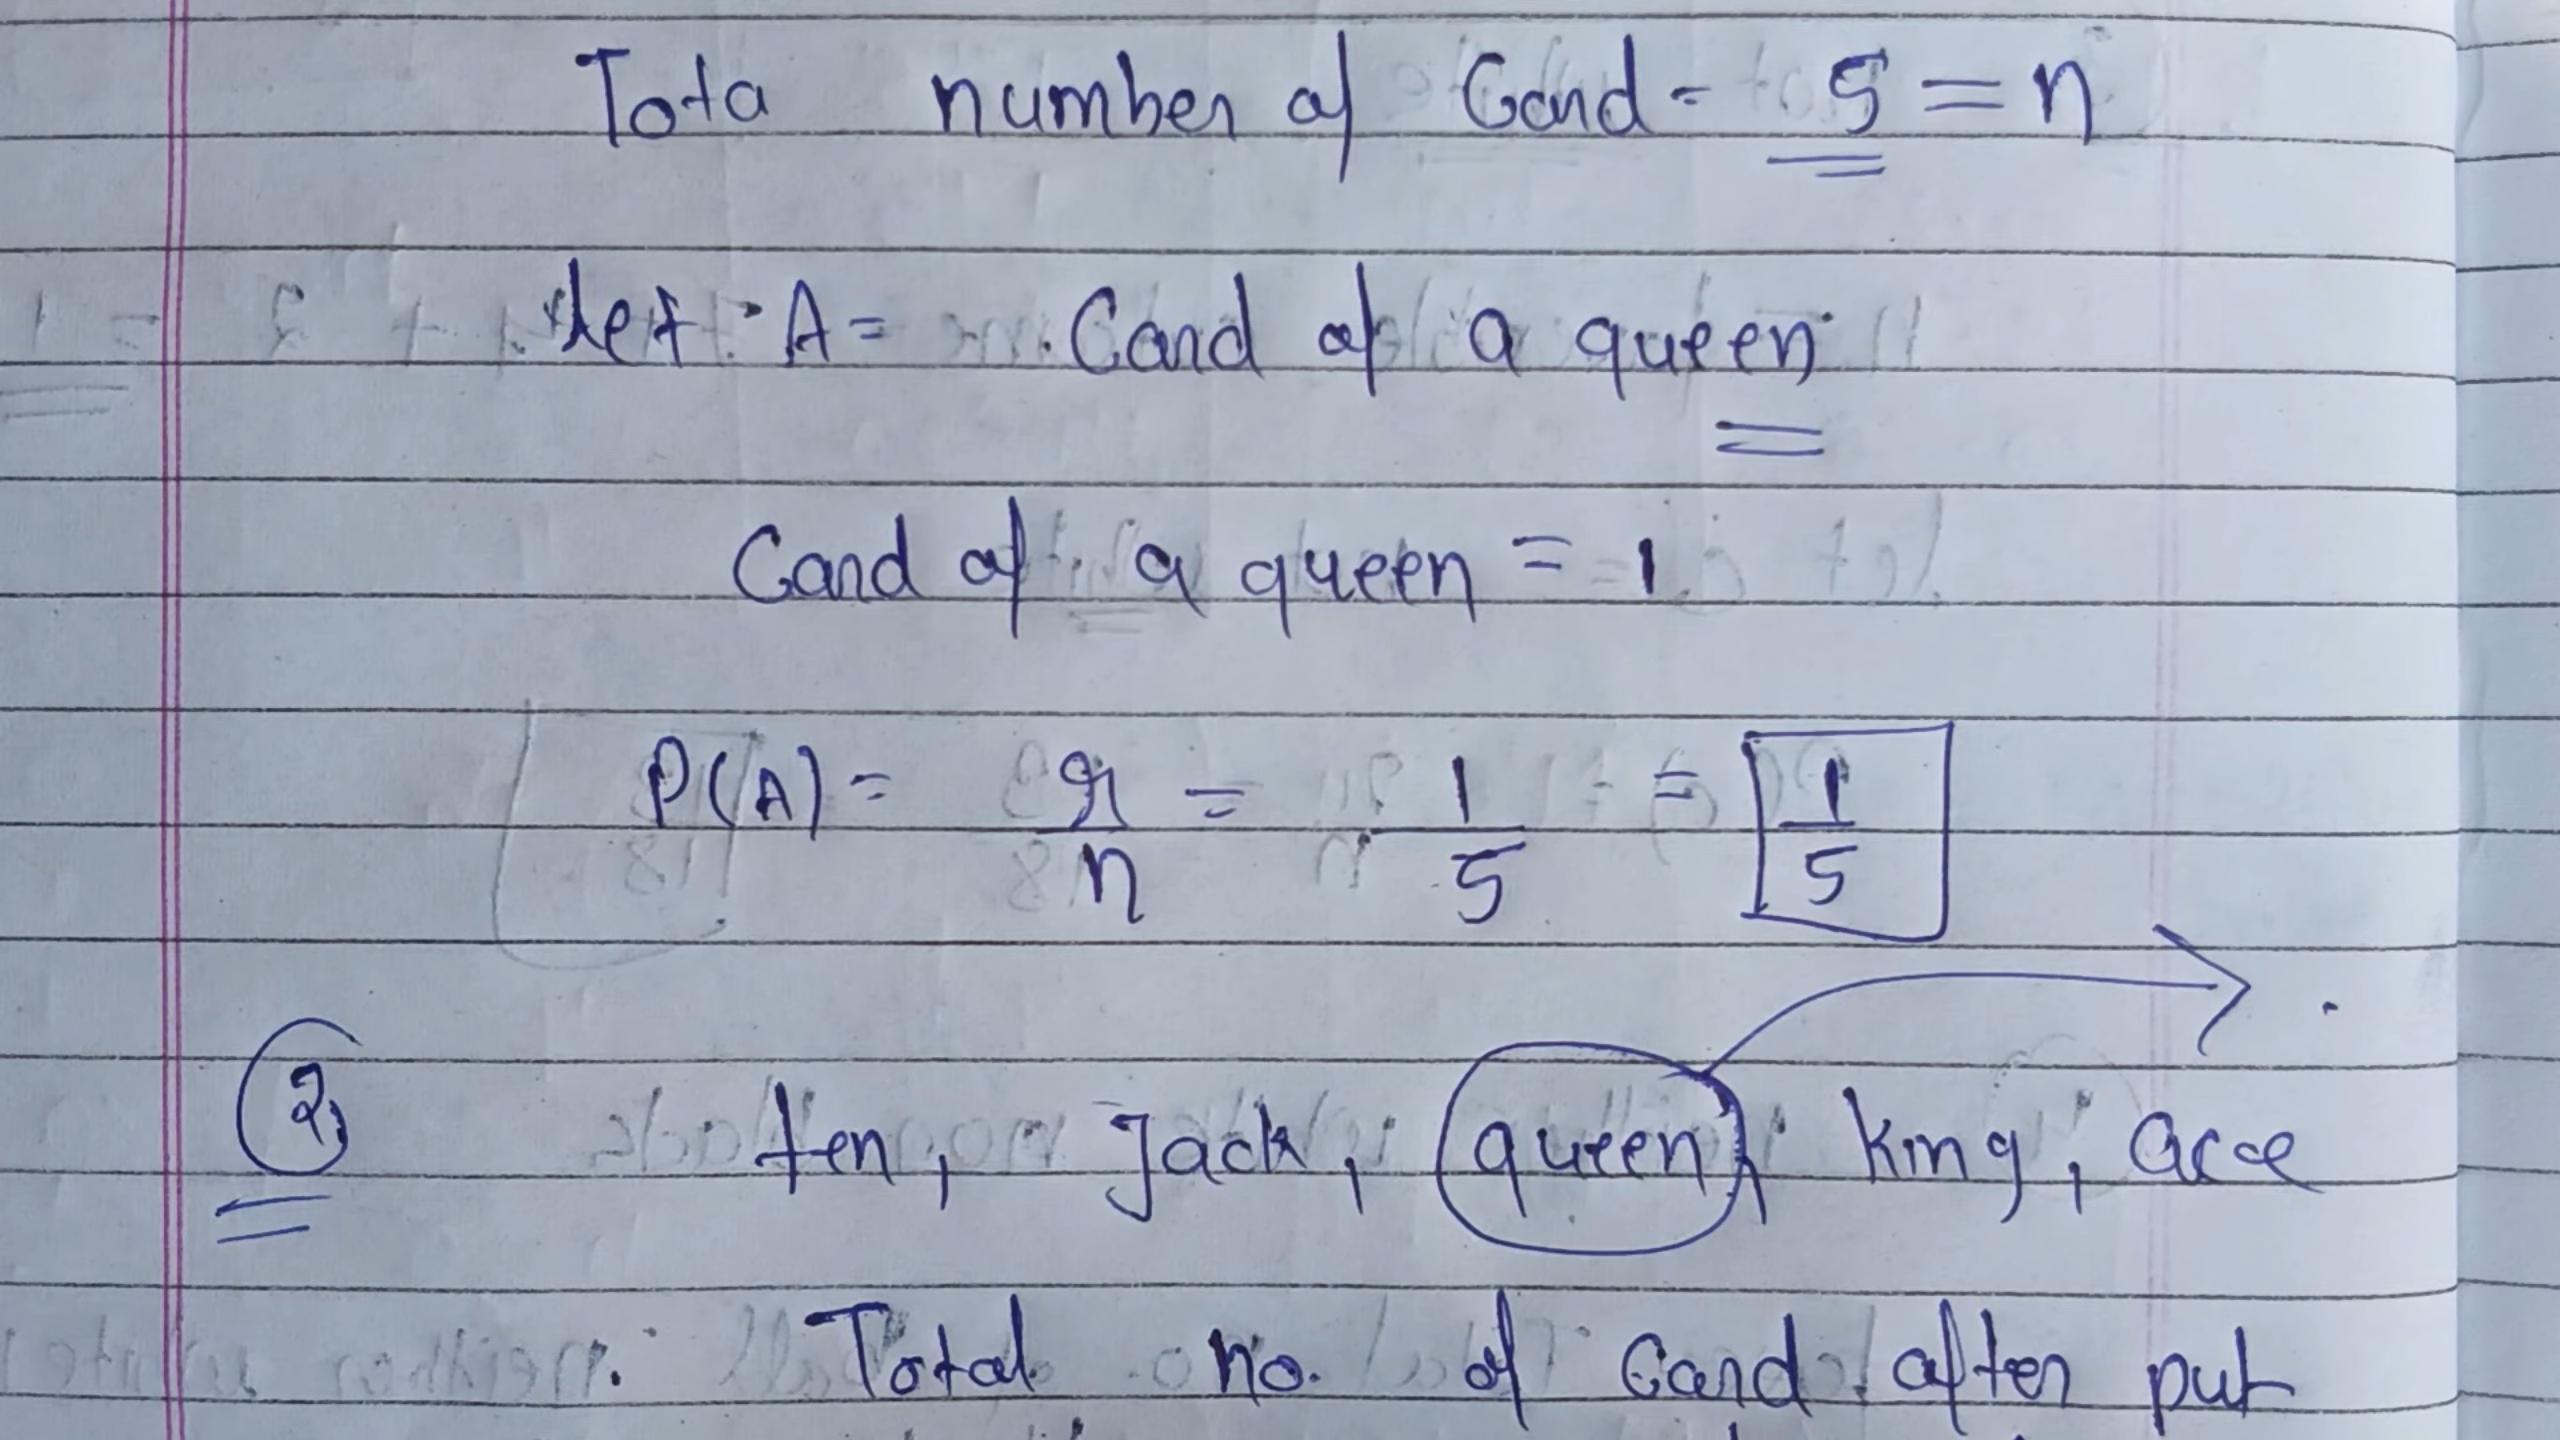 Tota number of Card = 5 = n
let A = Card of a queen
Card of a queen = 1
P(A) = r/n = 1/5 = 1/5
2, ten, Jack, queen, king, ace
Total no. of Card after put